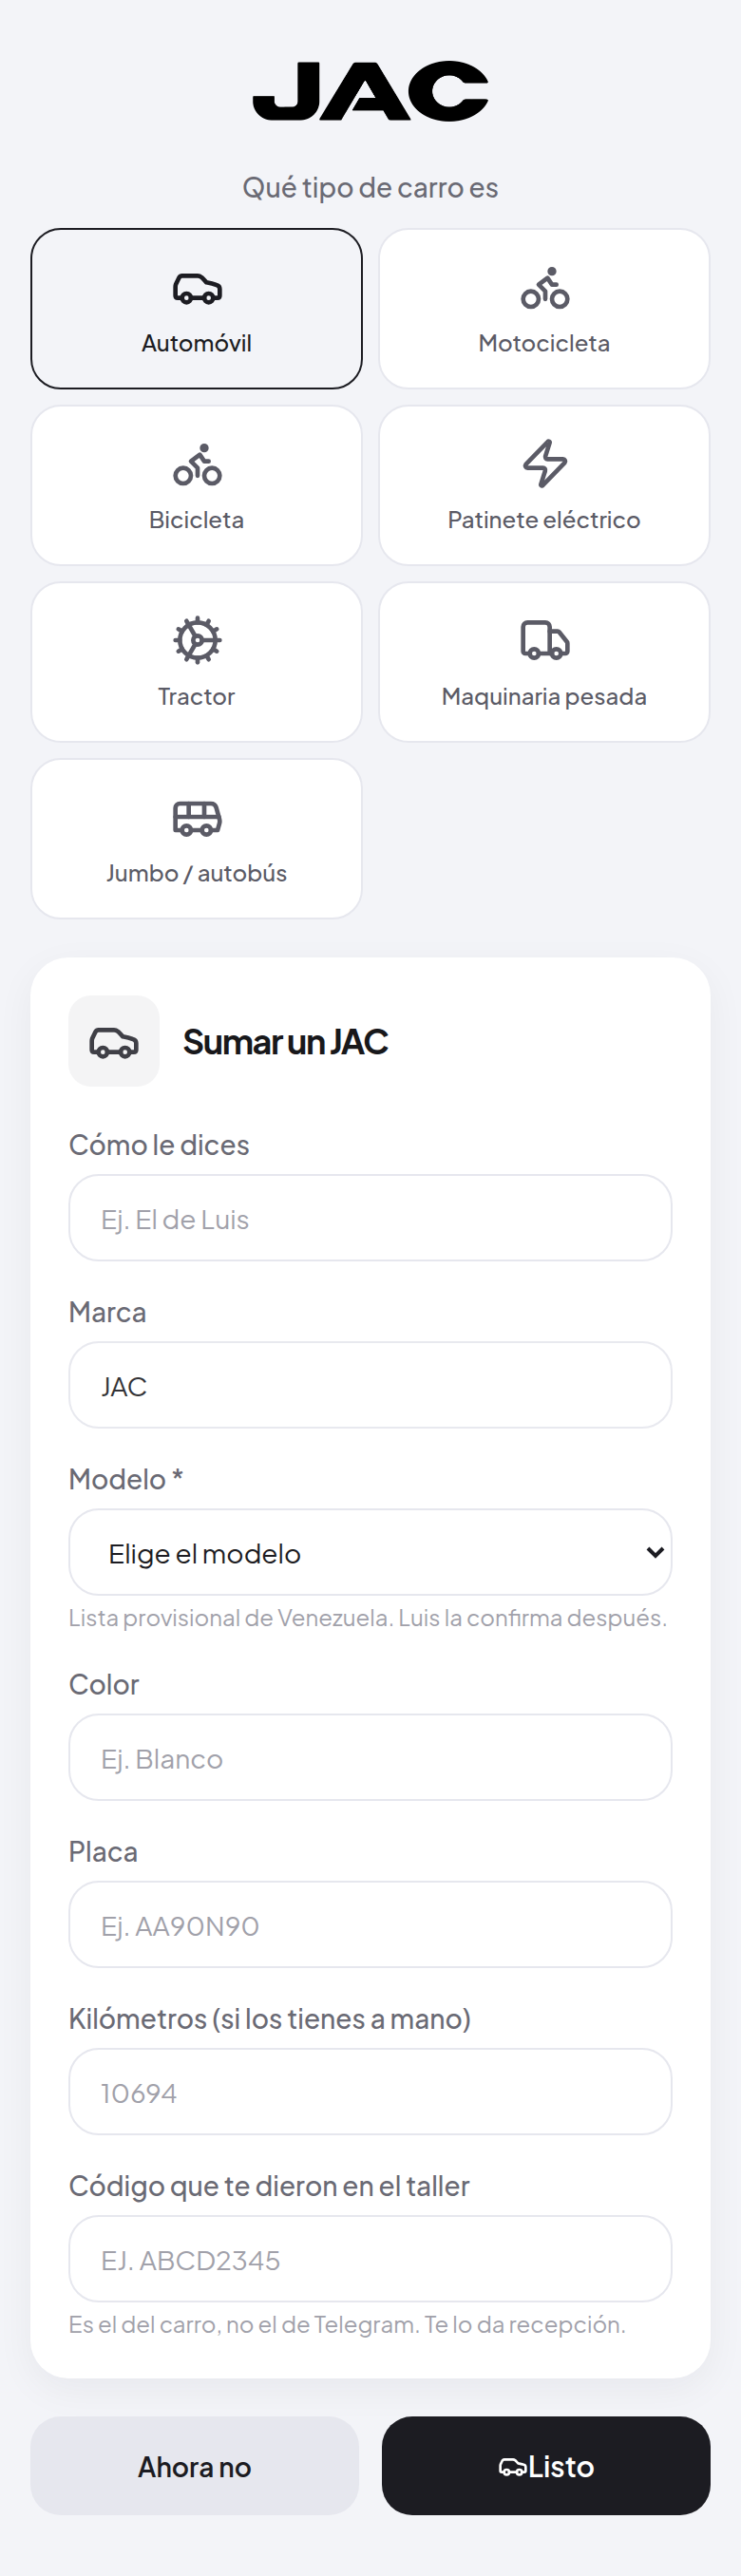 JAC
Qué tipo de carro es
Automóvil
Motocicleta
Bicicleta
Patinete eléctrico
Tractor
Maquinaria pesada
Jumbo / autobús
Sumar un JAC
Cómo le dices
Ej. El de Luis
Marca
JAC
Modelo *
Elige el modelo
Lista provisional de Venezuela. Luis la confirma después.
Color
Ej. Blanco
Placa
Ej. AA90N90
Kilómetros (si los tienes a mano)
10694
Código que te dieron en el taller
EJ. ABCD2345
Es el del carro, no el de Telegram. Te lo da recepción.
Ahora no
Listo